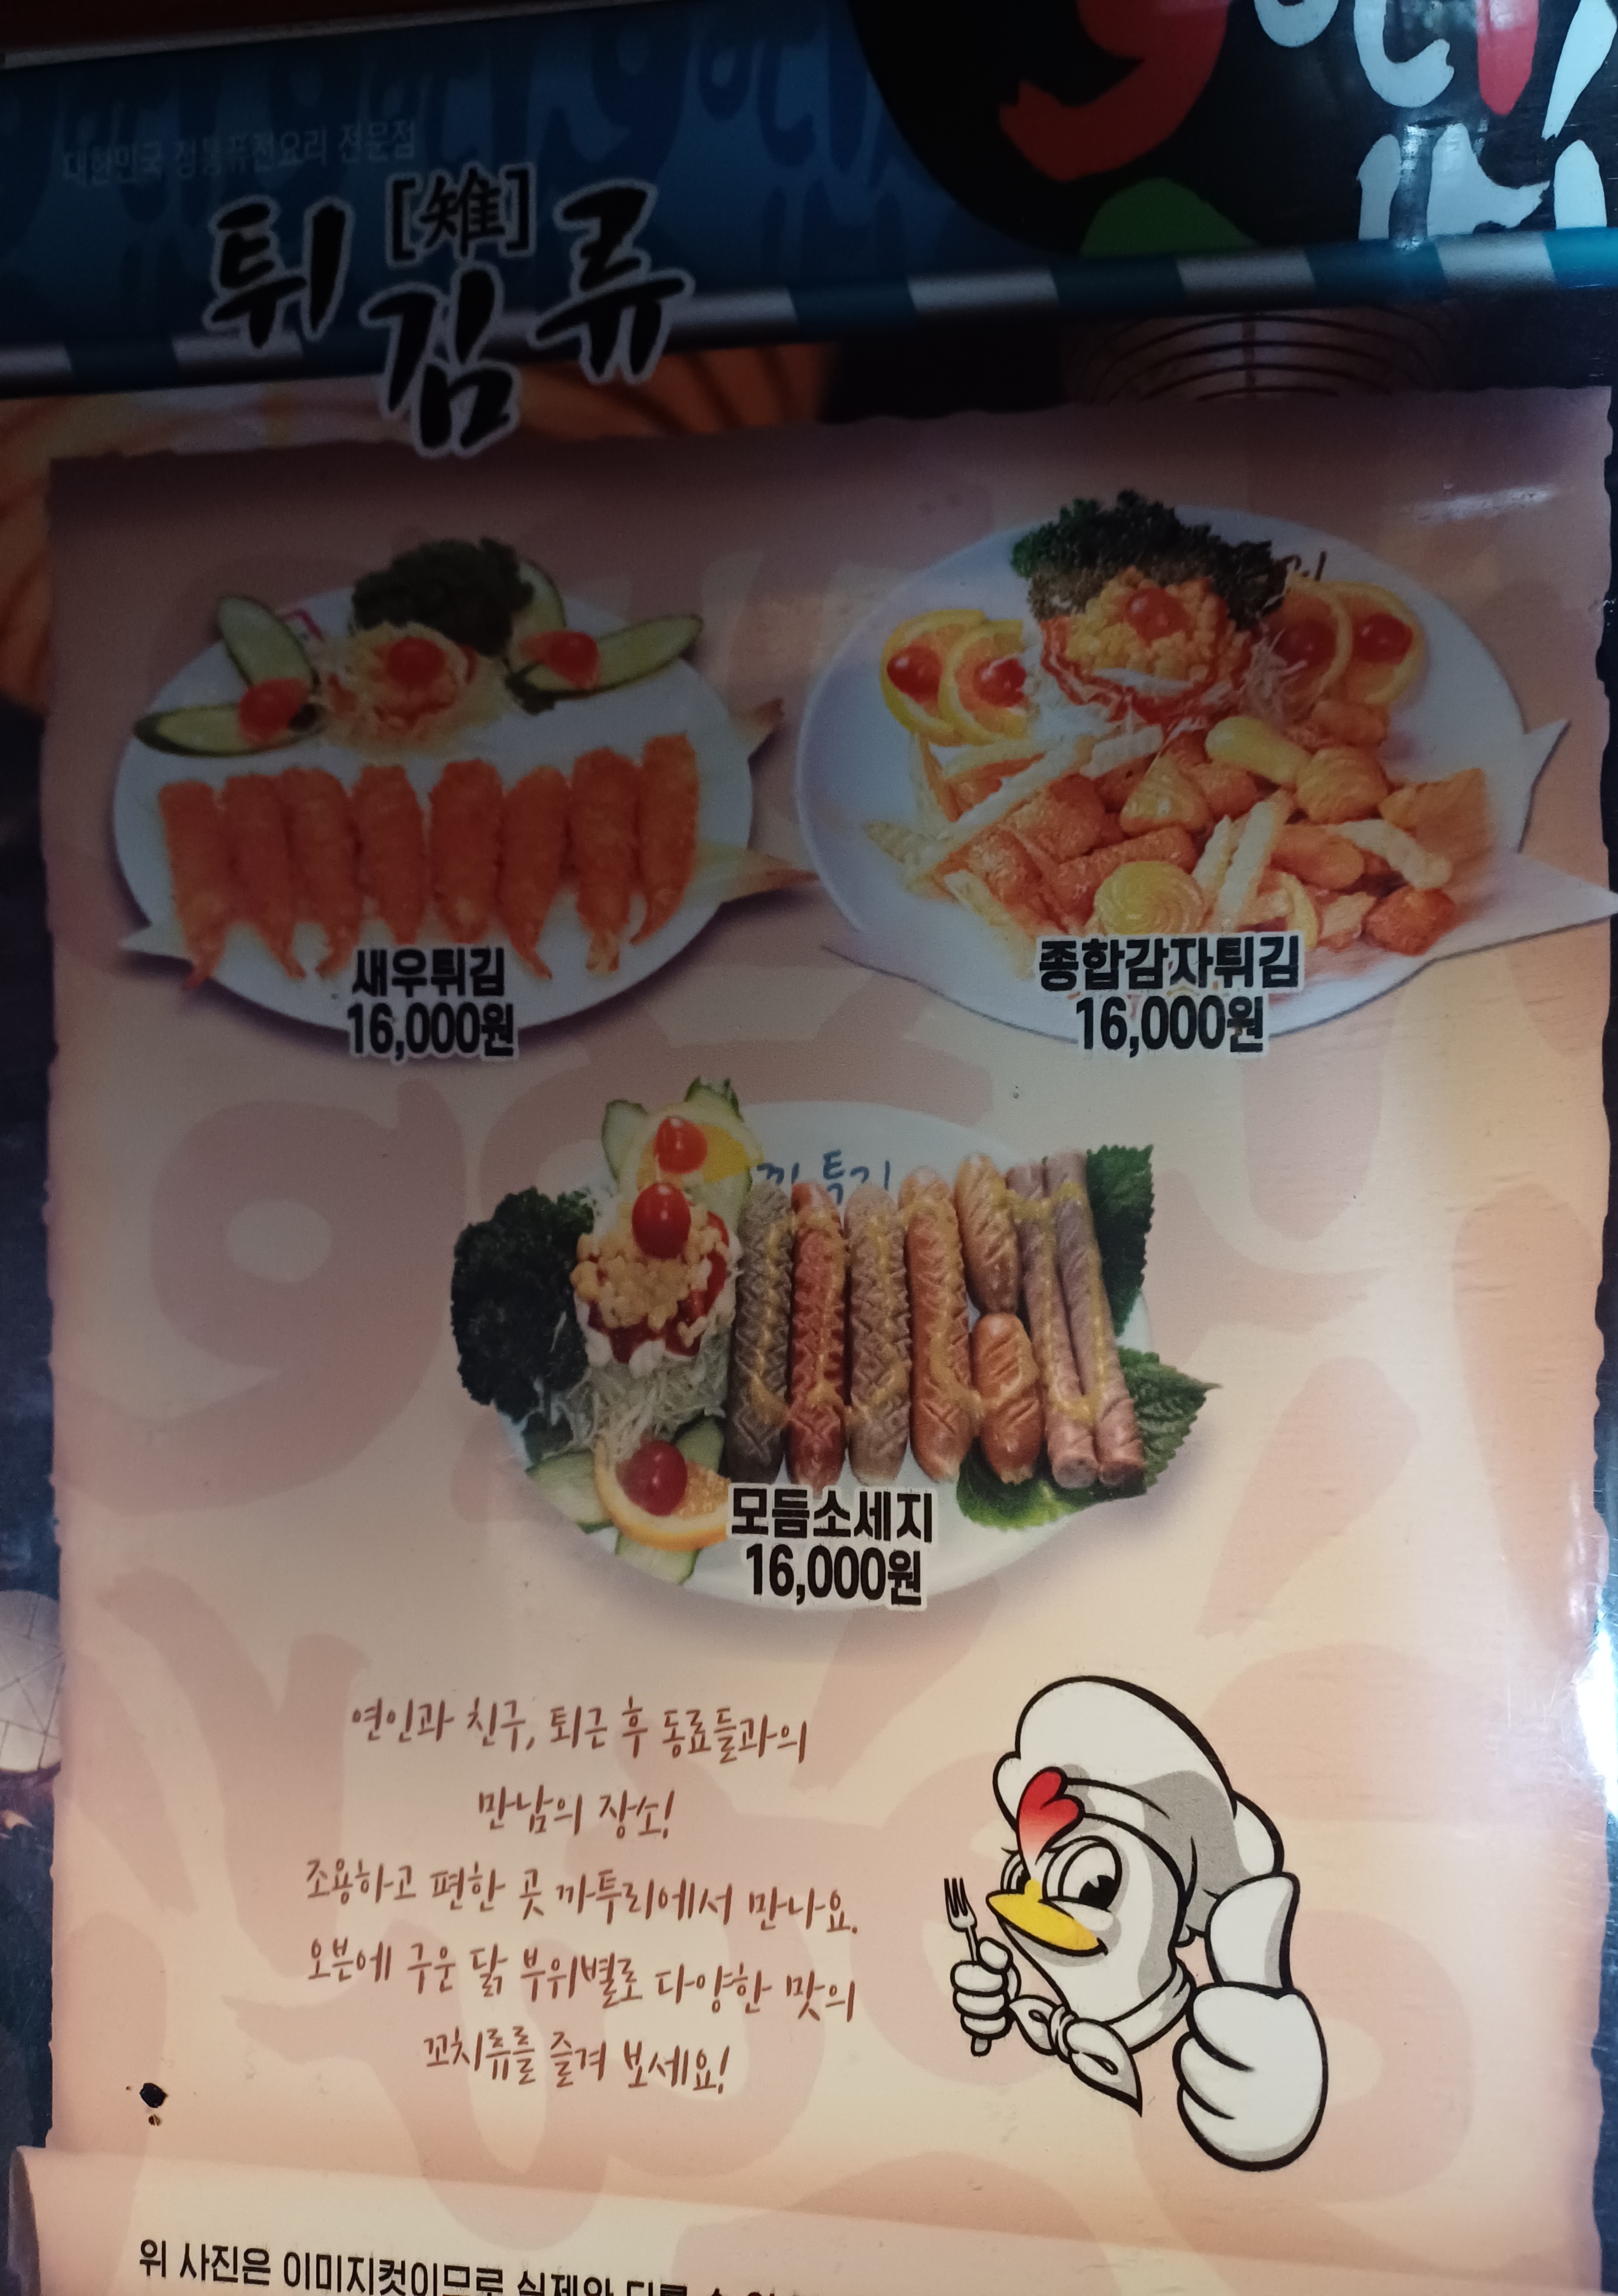 대한민국 정통퓨전요리 전문점
튀김류
[雉]
새우튀김
16,000원
종합감자튀김
16,000원
모듬소세지
16,000원
연인과 친구, 퇴근 후 동료들과의
만남의 장소!
조용하고 편한 곳 까투리에서 만나요.
오븐에 구운 닭 부위별로 다양한 맛의
꼬치류를 즐겨 보세요!
위 사진은 이미지컷이므로 실제와 다를 수